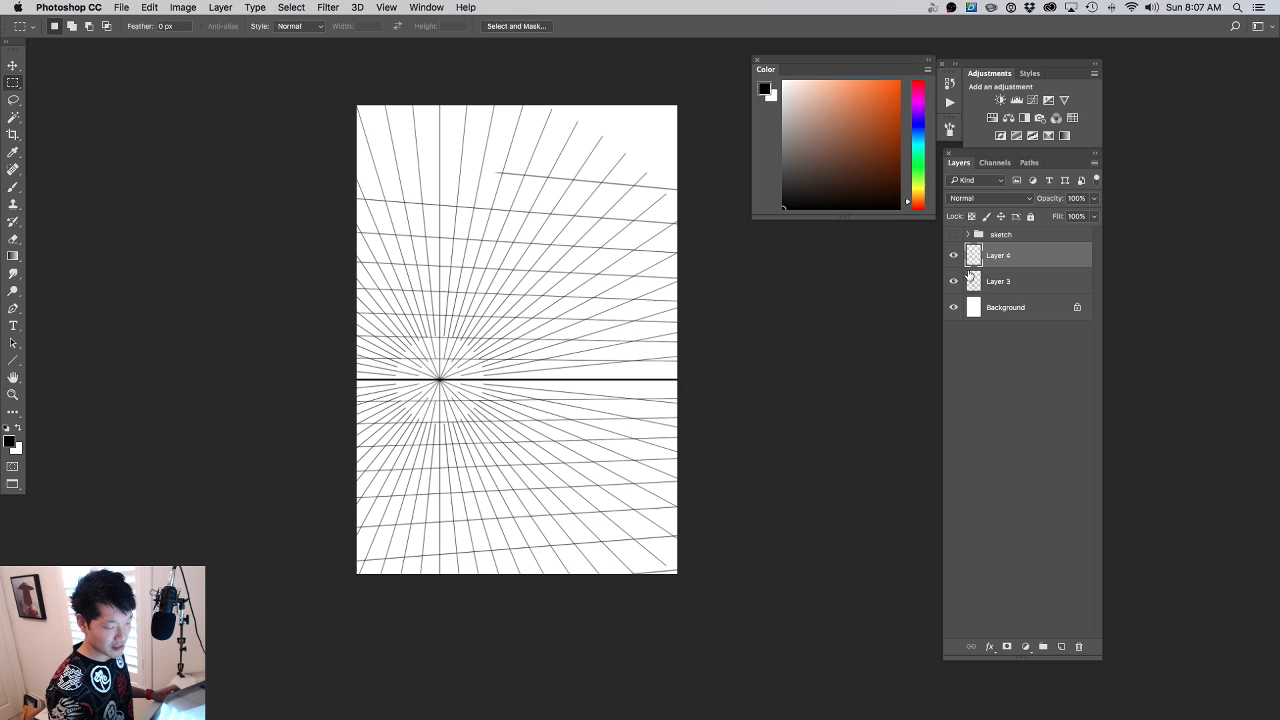 Photoshop CC File Edit Image Layer Type Select Filter 3D View Window Help Sun 8:07 AM
Feather: 0 px Anti-alias Style: Normal Width: Height: Select and Mask...
Color
Adjustments Styles
Add an adjustment
Layers Channels Paths
Kind
Normal Opacity: 100%
Lock: Fill: 100%
sketch
Layer 4
Layer 3
Background